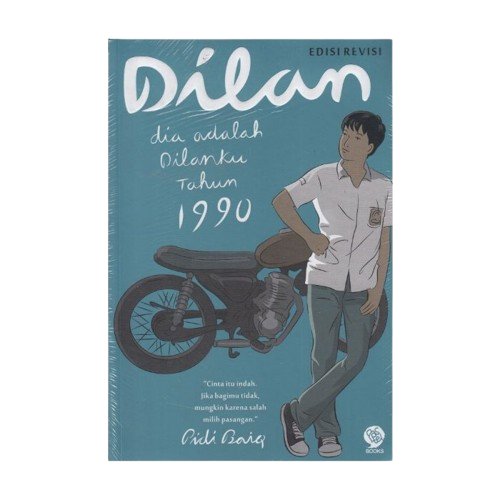 EDISI REVISI
Dilan
dia adalah
Dilanku
Tahun
1990
"Cinta itu indah.
Jika bagimu tidak,
mungkin karena salah
milih pasangan."
Pidi Baiq
BOOKS